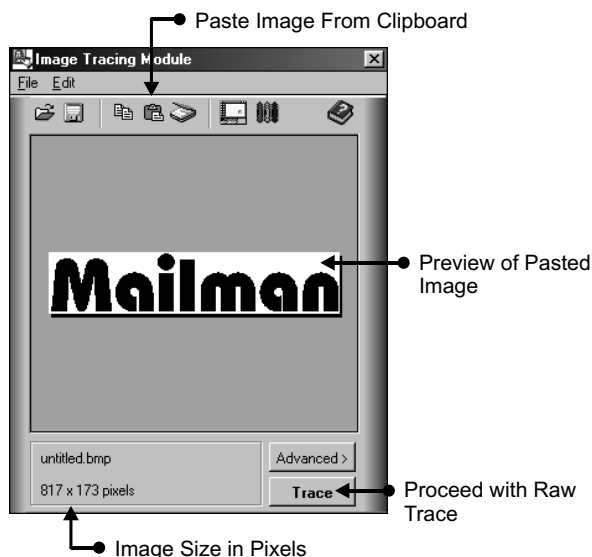 Paste Image From Clipboard
Image Tracing Module
File Edit
Mailman
Preview of Pasted
Image
untitled.bmp
Advanced >
817 x 173 pixels
Trace
Proceed with Raw
Trace
Image Size in Pixels